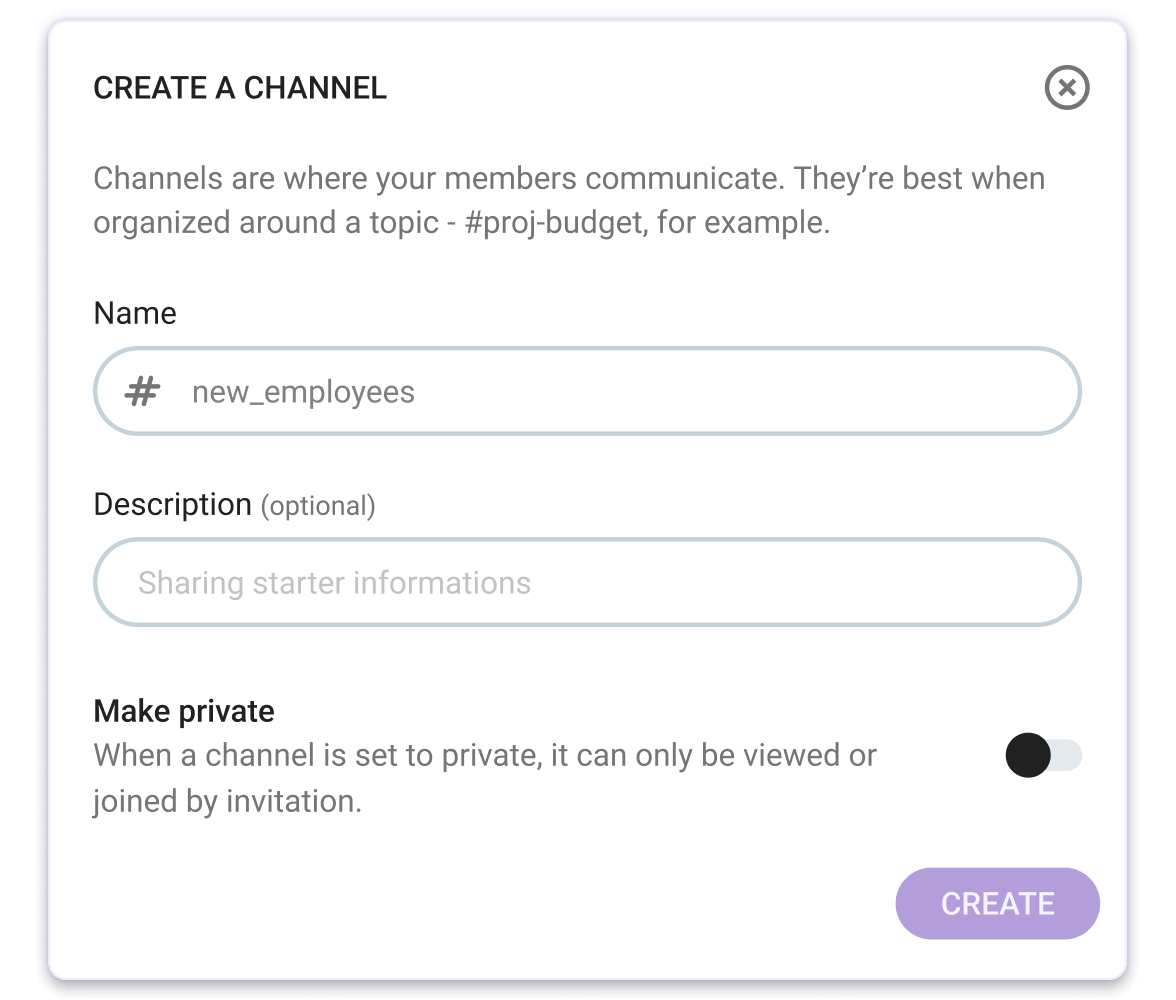 CREATE A CHANNEL
Channels are where your members communicate. They’re best when
organized around a topic - #proj-budget, for example.
Name
# new_employees
Description (optional)
Sharing starter informations
Make private
When a channel is set to private, it can only be viewed or
joined by invitation.
CREATE